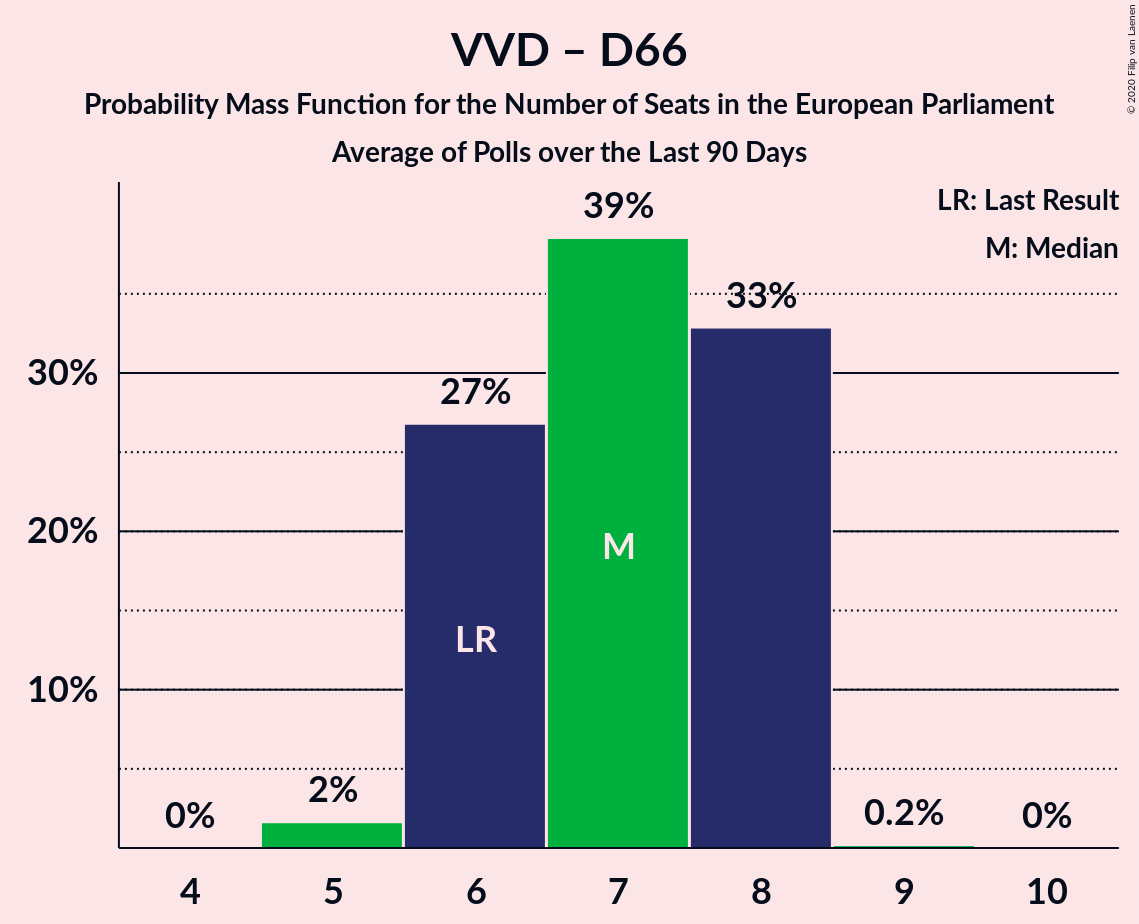 VVD – D66
Probability Mass Function for the Number of Seats in the European Parliament
Average of Polls over the Last 90 Days
© 2020 Filip van Laenen
LR: Last Result
M: Median
39%
33%
30%
27%
20%
M
LR
10%
2%
0%
0.2%
0%
4 5 6 7 8 9 10